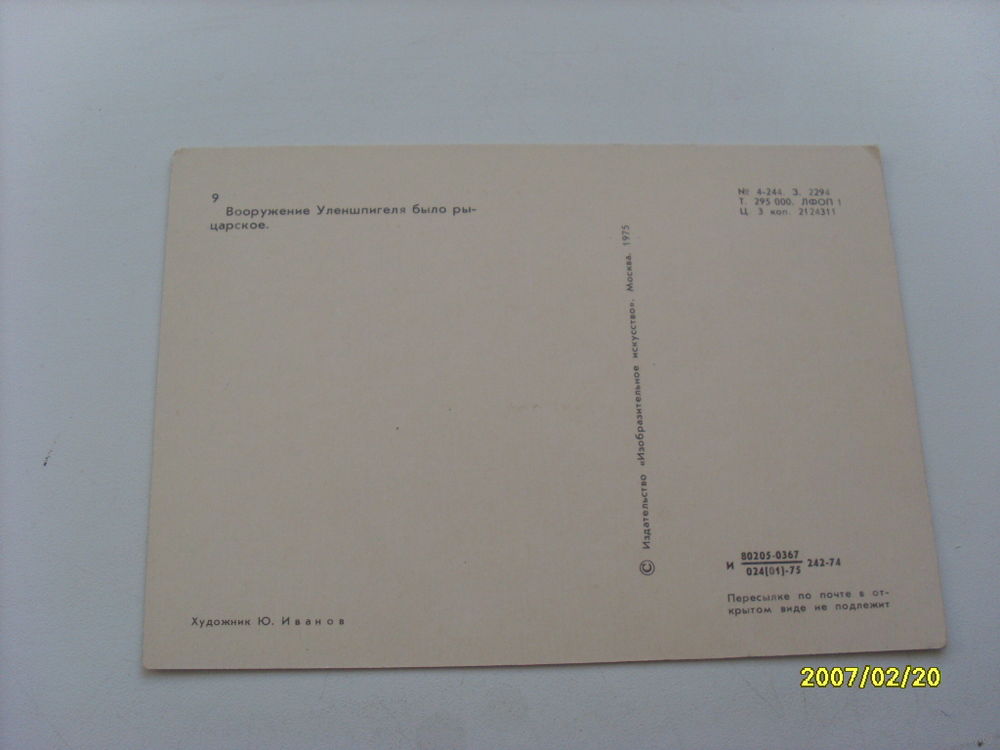 9
Вооружение Уленшпигеля было ры-
царское.
Художник Ю. Иванов
© Издательство «Изобразительное искусство». Москва. 1975
№ 4-244. З. 2294
Т. 295 000. ЛФОП 1
Ц. 3 коп. 2124311
И 80205-0367 242-74
024(01)-75
Пересылке по почте в от-
крытом виде не подлежит
2007/02/20